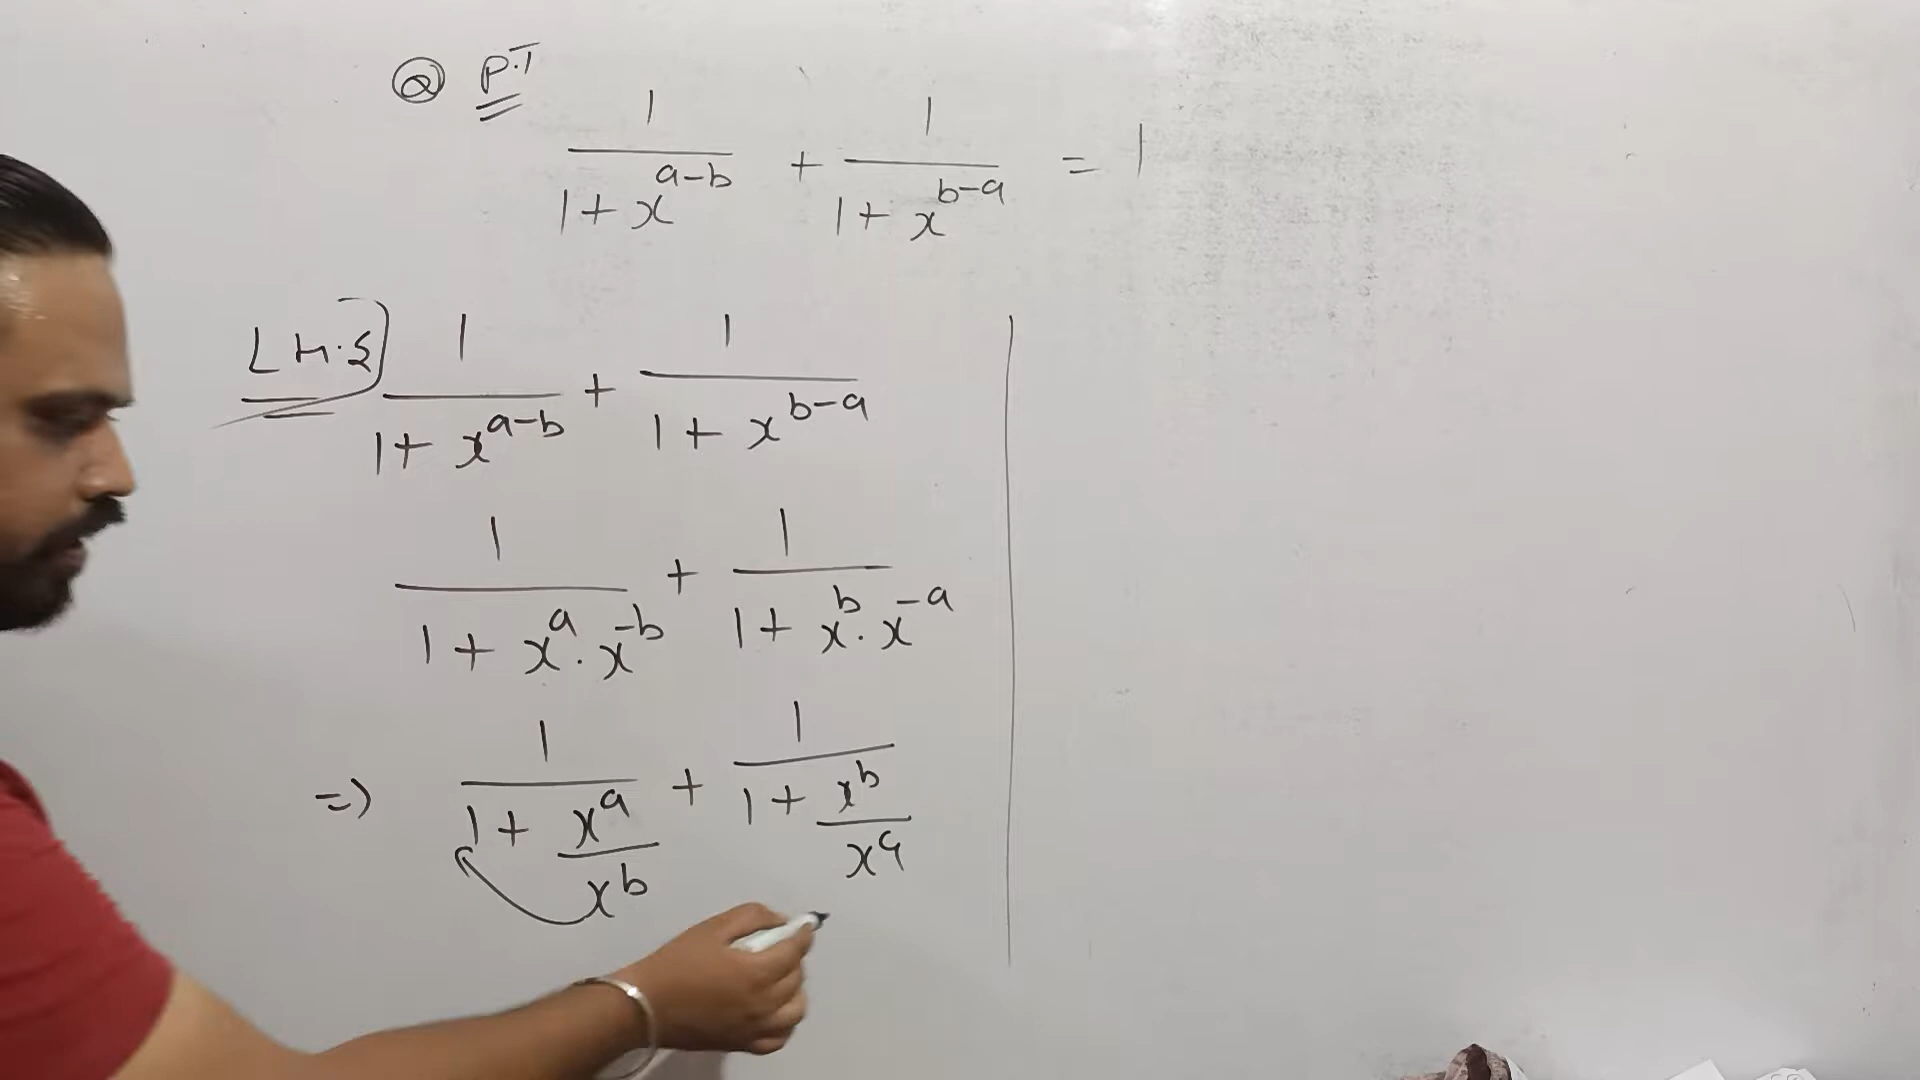 Q P.T
1/(1 + x^(a-b)) + 1/(1 + x^(b-a)) = 1
L H.S) 1/(1 + x^(a-b)) + 1/(1 + x^(b-a))
1/(1 + x^a . x^-b) + 1/(1 + x^b . x^-a)
=) 1/(1 + x^a/x^b) + 1/(1 + x^b/x^a)